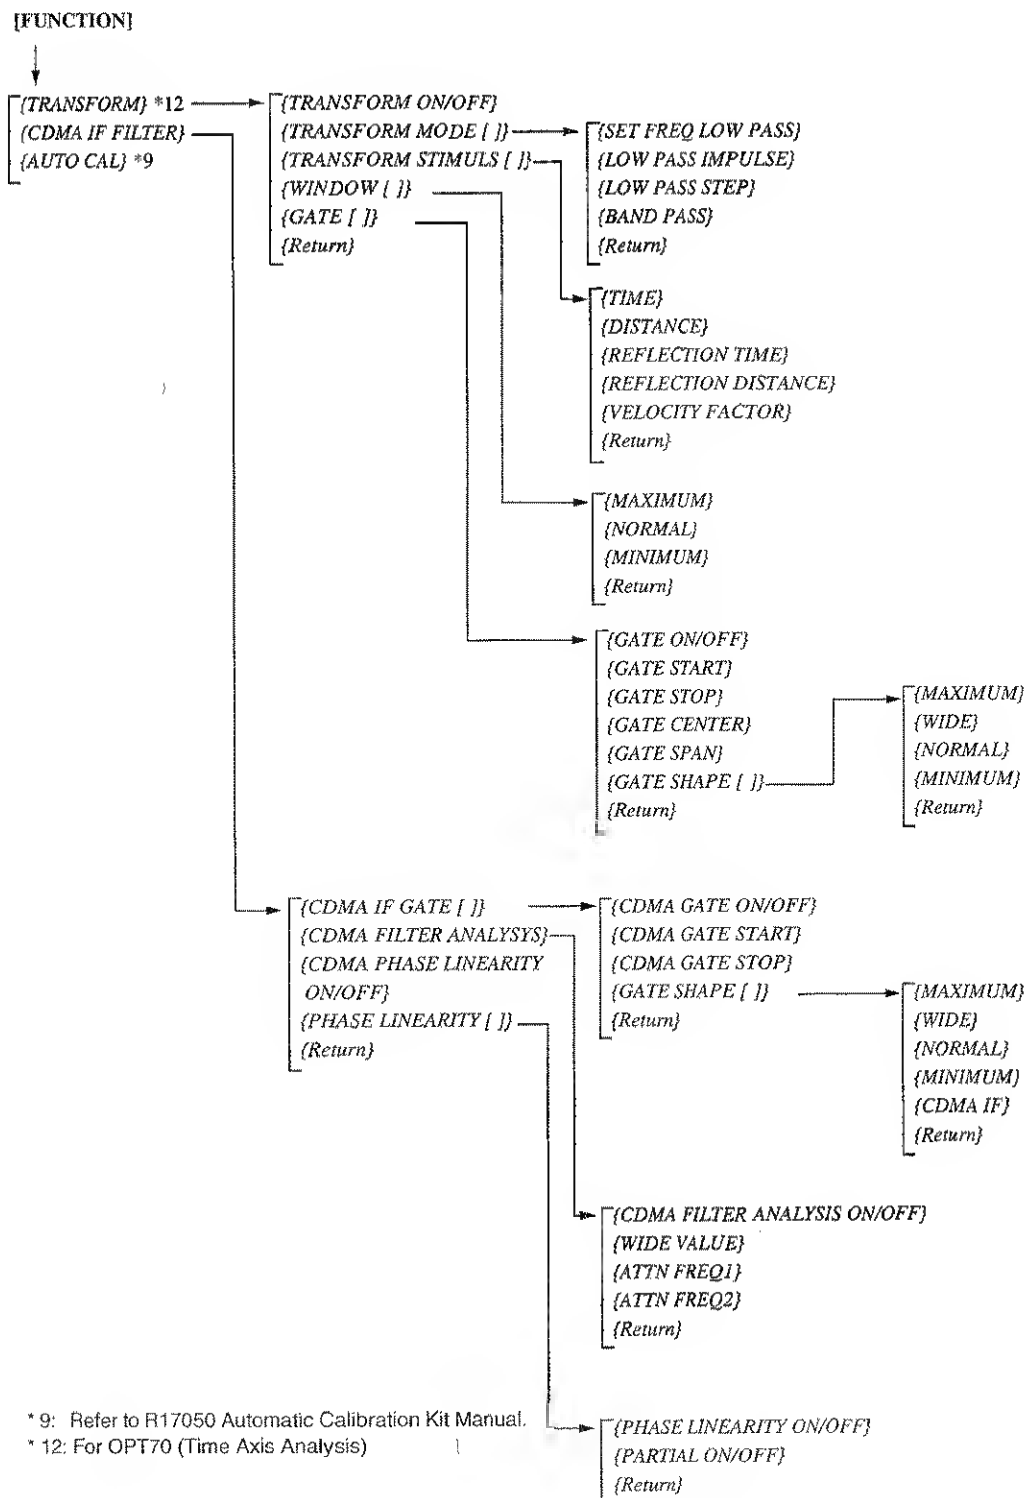 [FUNCTION]
{TRANSFORM} *12
{CDMA IF FILTER}
{AUTO CAL} *9
{TRANSFORM ON/OFF}
{TRANSFORM MODE [ ]}
{TRANSFORM STIMULS [ ]}
{WINDOW [ ]}
{GATE [ ]}
{Return}
{SET FREQ LOW PASS}
{LOW PASS IMPULSE}
{LOW PASS STEP}
{BAND PASS}
{Return}
{TIME}
{DISTANCE}
{REFLECTION TIME}
{REFLECTION DISTANCE}
{VELOCITY FACTOR}
{Return}
{MAXIMUM}
{NORMAL}
{MINIMUM}
{Return}
{GATE ON/OFF}
{GATE START}
{GATE STOP}
{GATE CENTER}
{GATE SPAN}
{GATE SHAPE [ ]}
{Return}
{MAXIMUM}
{WIDE}
{NORMAL}
{MINIMUM}
{Return}
{CDMA IF GATE [ ]}
{CDMA FILTER ANALYSYS}
{CDMA PHASE LINEARITY
ON/OFF}
{PHASE LINEARITY [ ]}
{Return}
{CDMA GATE ON/OFF}
{CDMA GATE START}
{CDMA GATE STOP}
{GATE SHAPE [ ]}
{Return}
{MAXIMUM}
{WIDE}
{NORMAL}
{MINIMUM}
{CDMA IF}
{Return}
{CDMA FILTER ANALYSIS ON/OFF}
{WIDE VALUE}
{ATTN FREQ1}
{ATTN FREQ2}
{Return}
{PHASE LINEARITY ON/OFF}
{PARTIAL ON/OFF}
{Return}
* 9: Refer to R17050 Automatic Calibration Kit Manual.
* 12: For OPT70 (Time Axis Analysis)